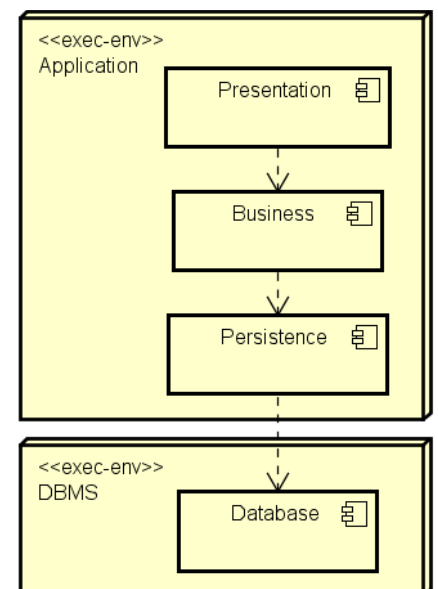 <<exec-env>>
Application
Presentation
Business
Persistence
<<exec-env>>
DBMS
Database